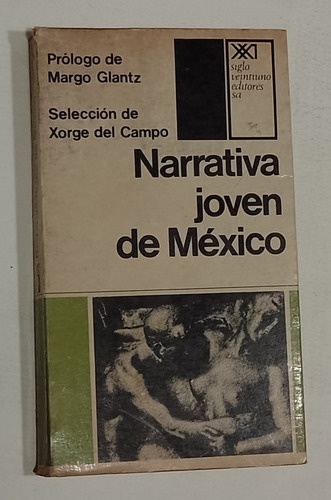 Prólogo de
Margo Glantz
Selección de
Xorge del Campo
siglo
veintiuno
editores
sa
Narrativa
joven
de México